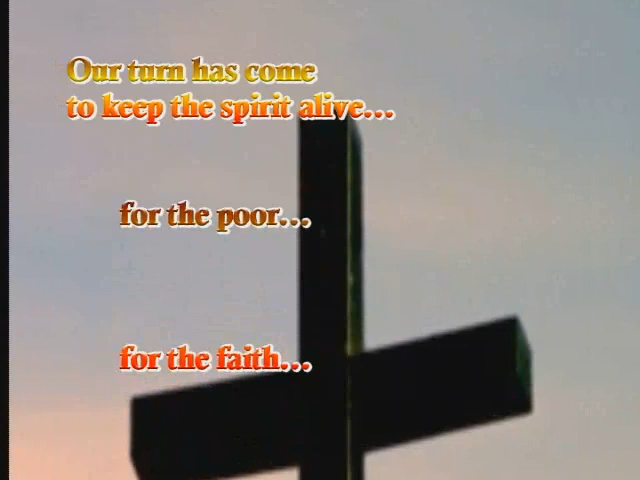 Our turn has come
to keep the spirit alive...
for the poor...
for the faith...